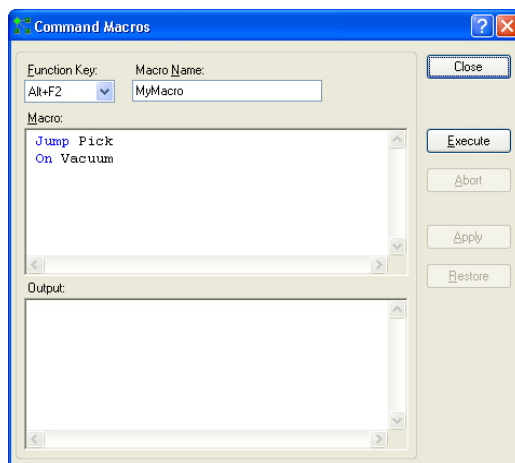 Command Macros
Function Key: Macro Name: Close
Alt+F2 MyMacro
Macro:
Jump Pick
On Vacuum
Execute
Abort
Apply
Restore
Output: